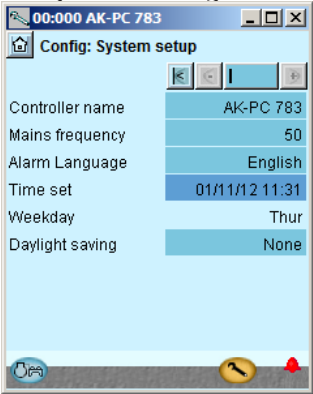 00:000 AK-PC 783
Config: System setup
Controller name AK-PC 783
Mains frequency 50
Alarm Language English
Time set 01/11/12 11:31
Weekday Thur
Daylight saving None